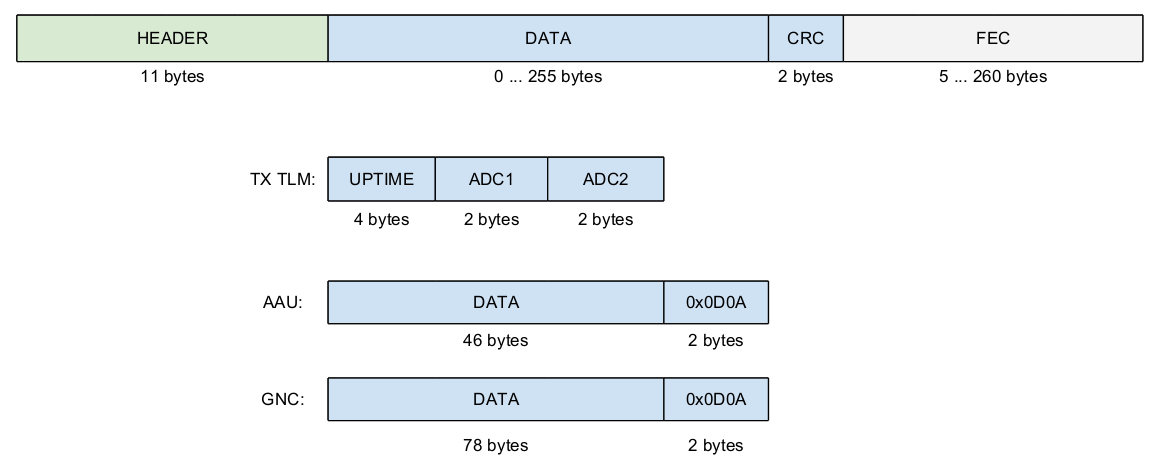 HEADER DATA CRC FEC
11 bytes 0 ... 255 bytes 2 bytes 5 ... 260 bytes
TX TLM: UPTIME ADC1 ADC2
4 bytes 2 bytes 2 bytes
AAU: DATA 0x0D0A
46 bytes 2 bytes
GNC: DATA 0x0D0A
78 bytes 2 bytes